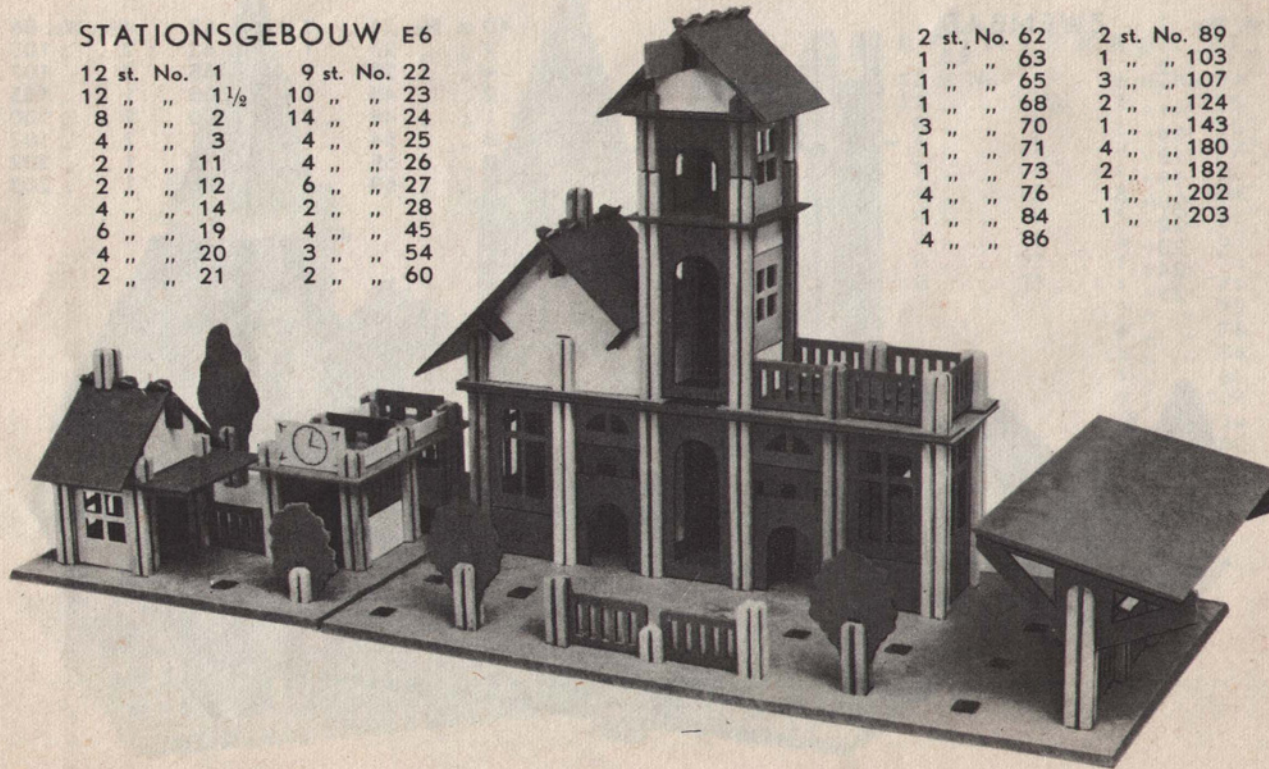 STATIONSGEBOUW E6
12 st. No. 1
12 „ „ 1½
8 „ „ 2
4 „ „ 3
2 „ „ 11
2 „ „ 12
4 „ „ 14
6 „ „ 19
4 „ „ 20
2 „ „ 21
9 st. No. 22
10 „ „ 23
14 „ „ 24
4 „ „ 25
4 „ „ 26
6 „ „ 27
2 „ „ 28
4 „ „ 45
3 „ „ 54
2 „ „ 60
2 st. No. 62
1 „ „ 63
1 „ „ 65
1 „ „ 68
3 „ „ 70
1 „ „ 71
1 „ „ 73
4 „ „ 76
1 „ „ 84
4 „ „ 86
2 st. No. 89
1 „ „ 103
3 „ „ 107
2 „ „ 124
1 „ „ 143
4 „ „ 180
2 „ „ 182
1 „ „ 202
1 „ „ 203